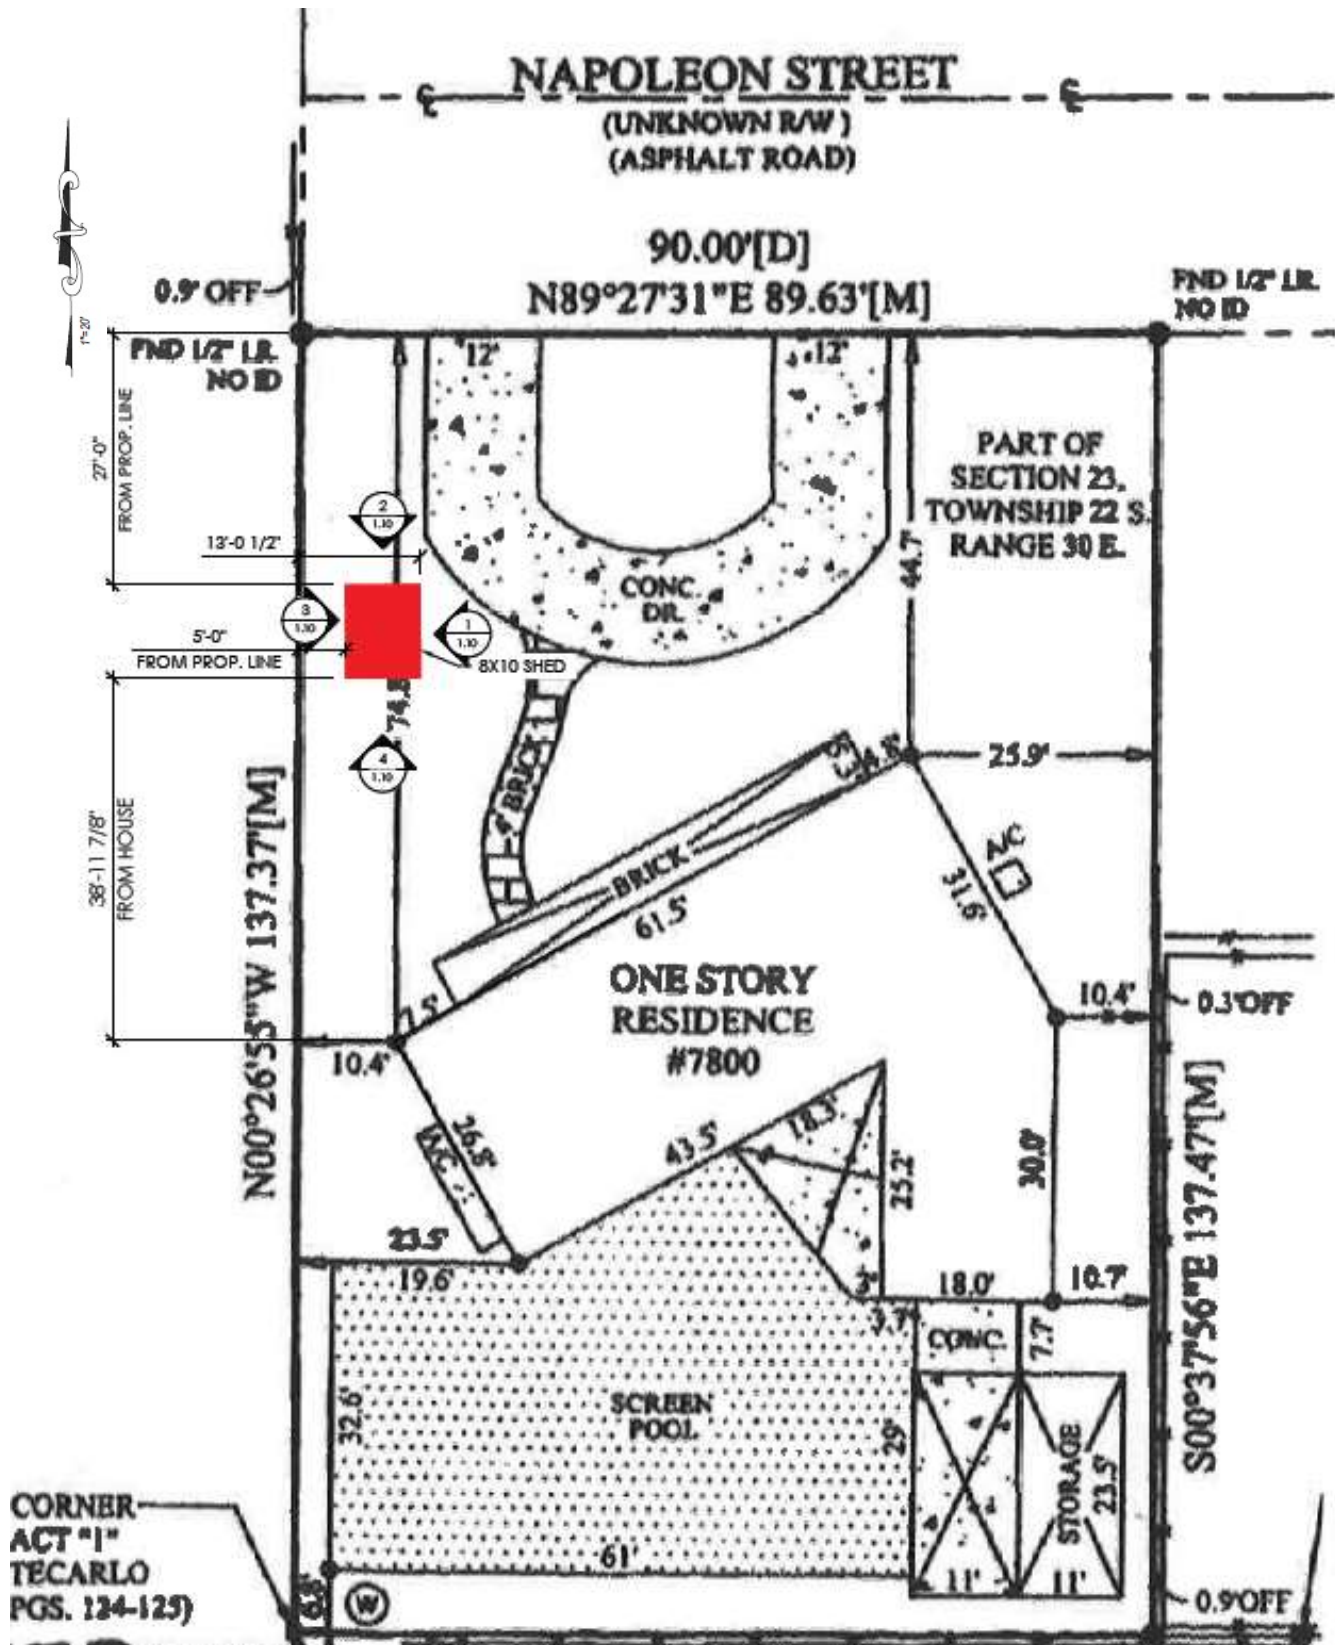 NAPOLEON STREET
(UNKNOWN R/W )
(ASPHALT ROAD)
90.00'[D]
N89°27'31"E 89.63'[M]
0.9' OFF
FND 1/2" I.R.
NO ID
FND 1/2" I.R.
NO ID
1"=20'
27'-0"
FROM PROP. LINE
12'
12'
PART OF
SECTION 23,
TOWNSHIP 22 S.
RANGE 30 E.
2
1.10
13'-0 1/2"
44.7'
CONC.
DR.
3
1.10
1
1.10
5'-0"
FROM PROP. LINE
8X10 SHED
74.8
4
1.10
4' BRICK
5.3'
4.8'
25.9'
38'-11 7/8"
FROM HOUSE
N00°26'55"W 137.37'[M]
BRICK
61.5'
A/C
31.6'
ONE STORY
RESIDENCE
#7800
7.5'
10.4'
10.4'
0.3'OFF
26.8'
A/C
43.5'
18.3'
25.2'
30.0'
S00°37'56"E 137.47'[M]
23.5'
19.6'
3'
18.0'
10.7'
3.7'
CONC.
7.7'
32.6'
SCREEN
POOL
29'
STORAGE
23.5'
CORNER
ACT "1"
TECARLO
PGS. 124-125)
61'
11'
11'
6.8'
W
0.9'OFF